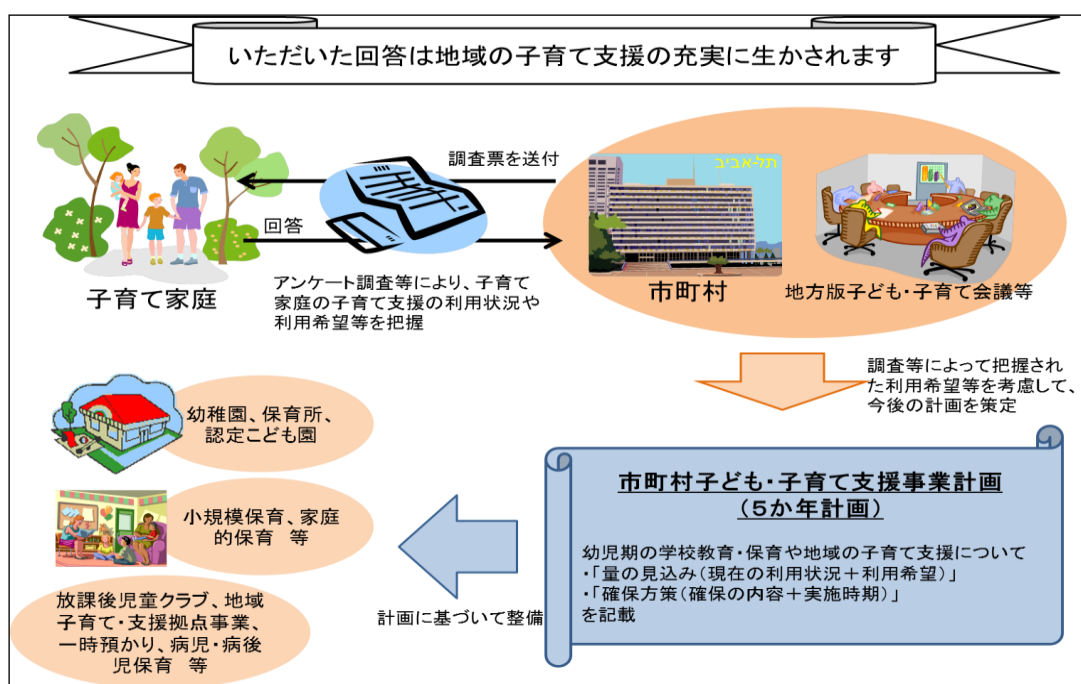 いただいた回答は地域の子育て支援の充実に生かされます
調査票を送付
回答
תל-אביב
子育て家庭
アンケート調査等により、子育て
家庭の子育て支援の利用状況や
利用希望等を把握
市町村
地方版子ども・子育て会議等
調査等によって把握され
た利用希望等を考慮して、
今後の計画を策定
幼稚園、保育所、
認定こども園
小規模保育、家庭
的保育 等
放課後児童クラブ、地域
子育て・支援拠点事業、
一時預かり、病児・病後
児保育 等
計画に基づいて整備
市町村子ども・子育て支援事業計画
(5か年計画)
幼児期の学校教育・保育や地域の子育て支援について
・「量の見込み(現在の利用状況+利用希望)」
・「確保方策(確保の内容+実施時期)」
を記載